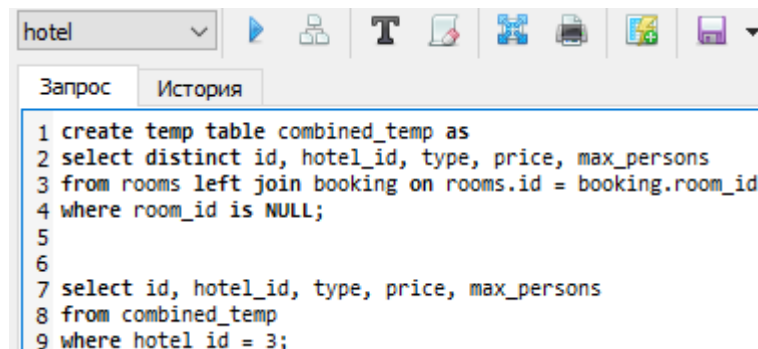 hotel
Запрос История
1 create temp table combined_temp as
2 select distinct id, hotel_id, type, price, max_persons
3 from rooms left join booking on rooms.id = booking.room_id
4 where room_id is NULL;
5
6
7 select id, hotel_id, type, price, max_persons
8 from combined_temp
9 where hotel_id = 3;